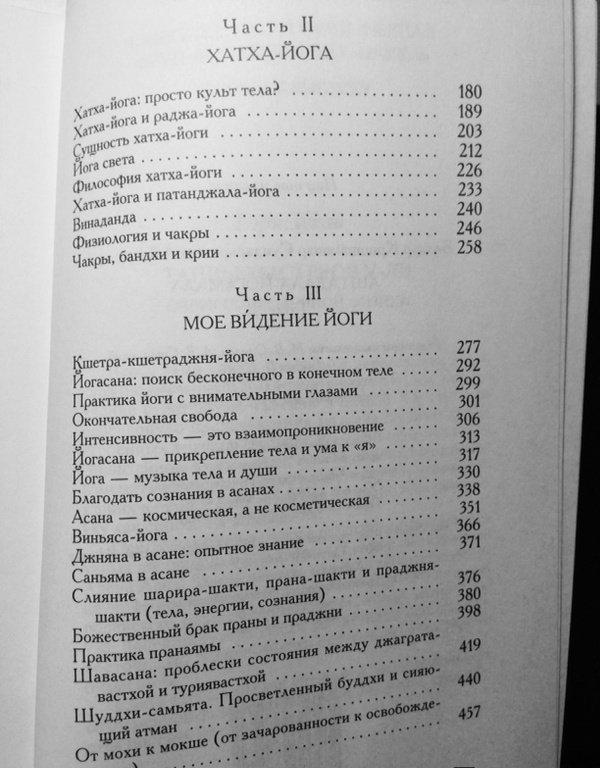 Часть II
ХАТХА-ЙОГА
Хатха-йога: просто культ тела? 180
Хатха-йога и раджа-йога 189
Сущность хатха-йоги 203
Йога света 212
Философия хатха-йоги 226
Хатха-йога и патанджала-йога 233
Винаданда 240
Физиология и чакры 246
Чакры, бандхи и крии 258
Часть III
МОЕ ВИ́ДЕНИЕ ЙОГИ
Кшетра-кшетраджня-йога 277
Йогасана: поиск бесконечного в конечном теле 292
Практика йоги с внимательными глазами 299
Окончательная свобода 301
Интенсивность — это взаимопроникновение 306
Йогасана — прикрепление тела и ума к «я» 313
Йога — музыка тела и души 317
Благодать сознания в асанах 330
Асана — космическая, а не косметическая 338
Виньяса-йога 351
Джняна в асане: опытное знание 366
Саньяма в асане 371
Слияние шарира-шакти, прана-шакти и праджня-
шакти (тела, энергии, сознания) 376
Божественный брак праны и праджни 380
Практика пранаямы 398
Шавасана: проблески состояния между джаграта-
вастхой и туриявастхой 419
Шуддхи-самьята. Просветленный буддхи и сияю-
щий атман 440
От мохи к мокше (от зачарованности к освобожде- 457